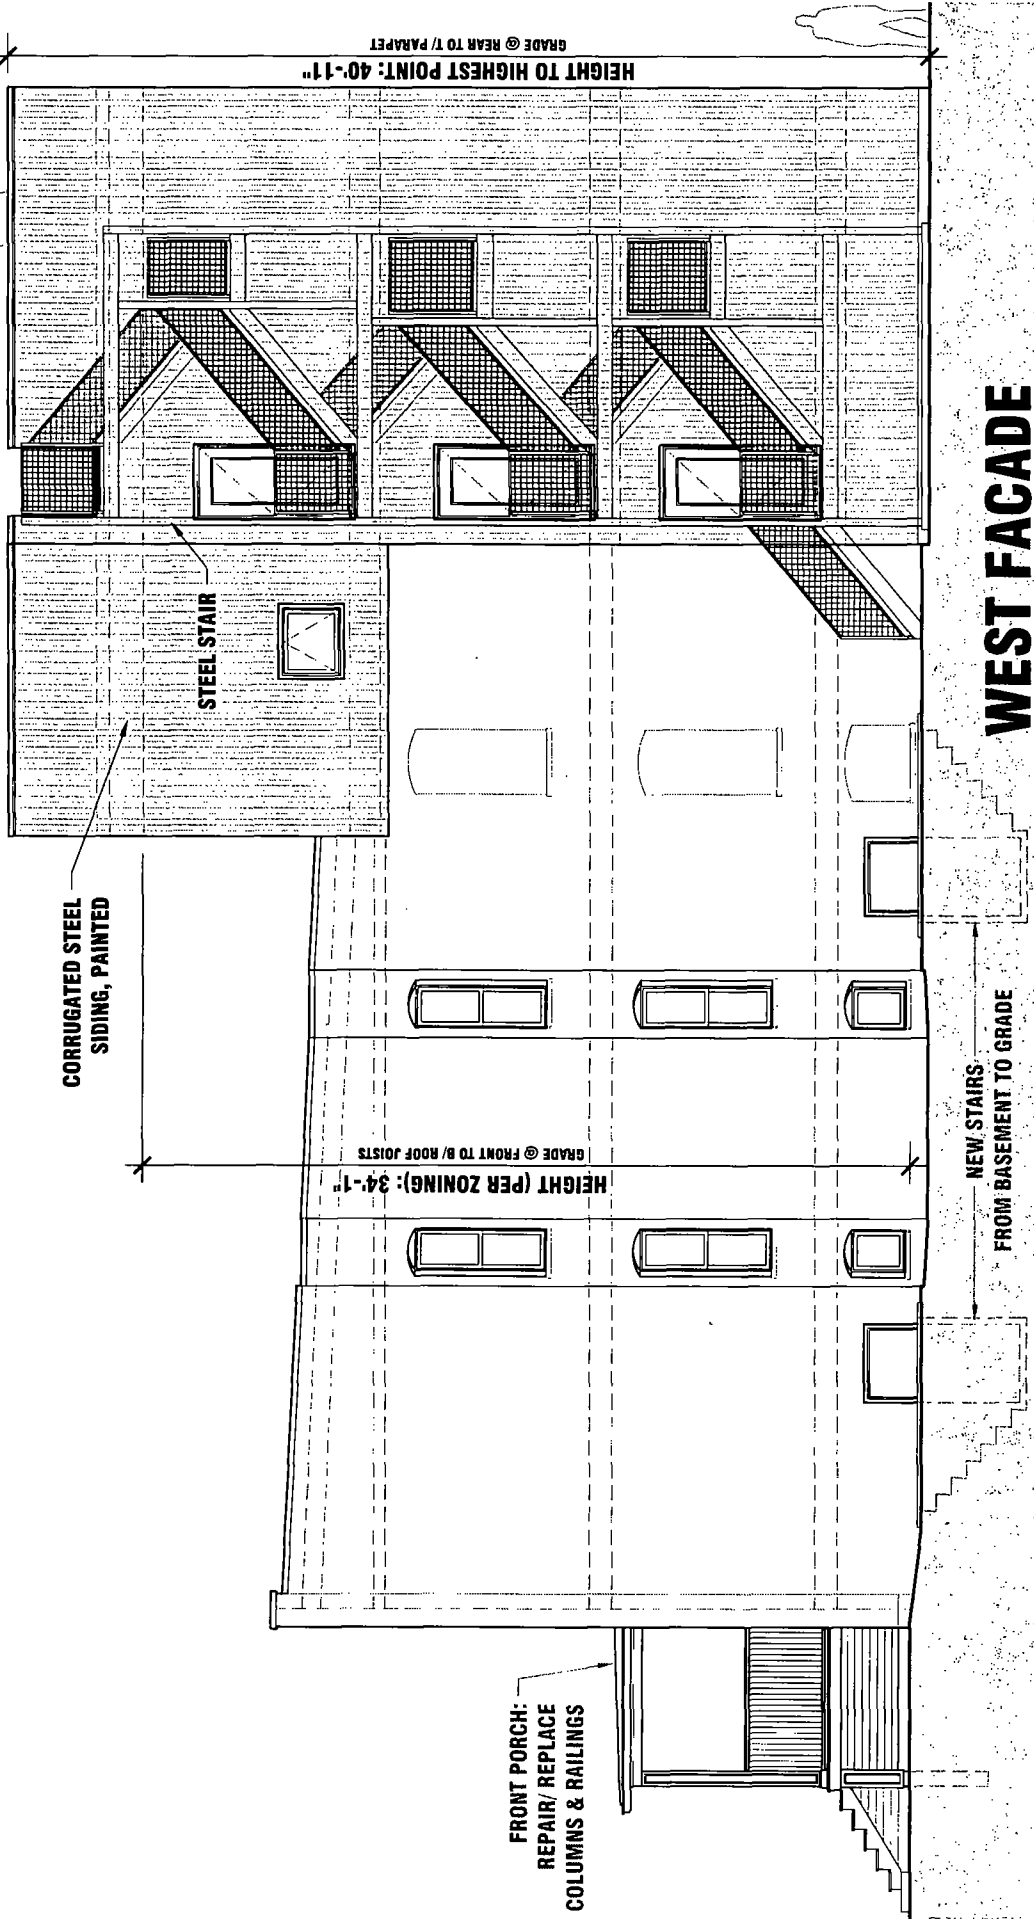 CORRUGATED STEEL
SIDING, PAINTED
STEEL STAIR
HEIGHT TO HIGHEST POINT: 40'-11"
GRADE @ REAR TO T/ PARAPET
HEIGHT (PER ZONING): 34'-1"
GRADE @ FRONT TO B/ ROOF JOISTS
FRONT PORCH:
REPAIR/ REPLACE
COLUMNS & RAILINGS
NEW STAIRS
FROM BASEMENT TO GRADE
WEST FACADE